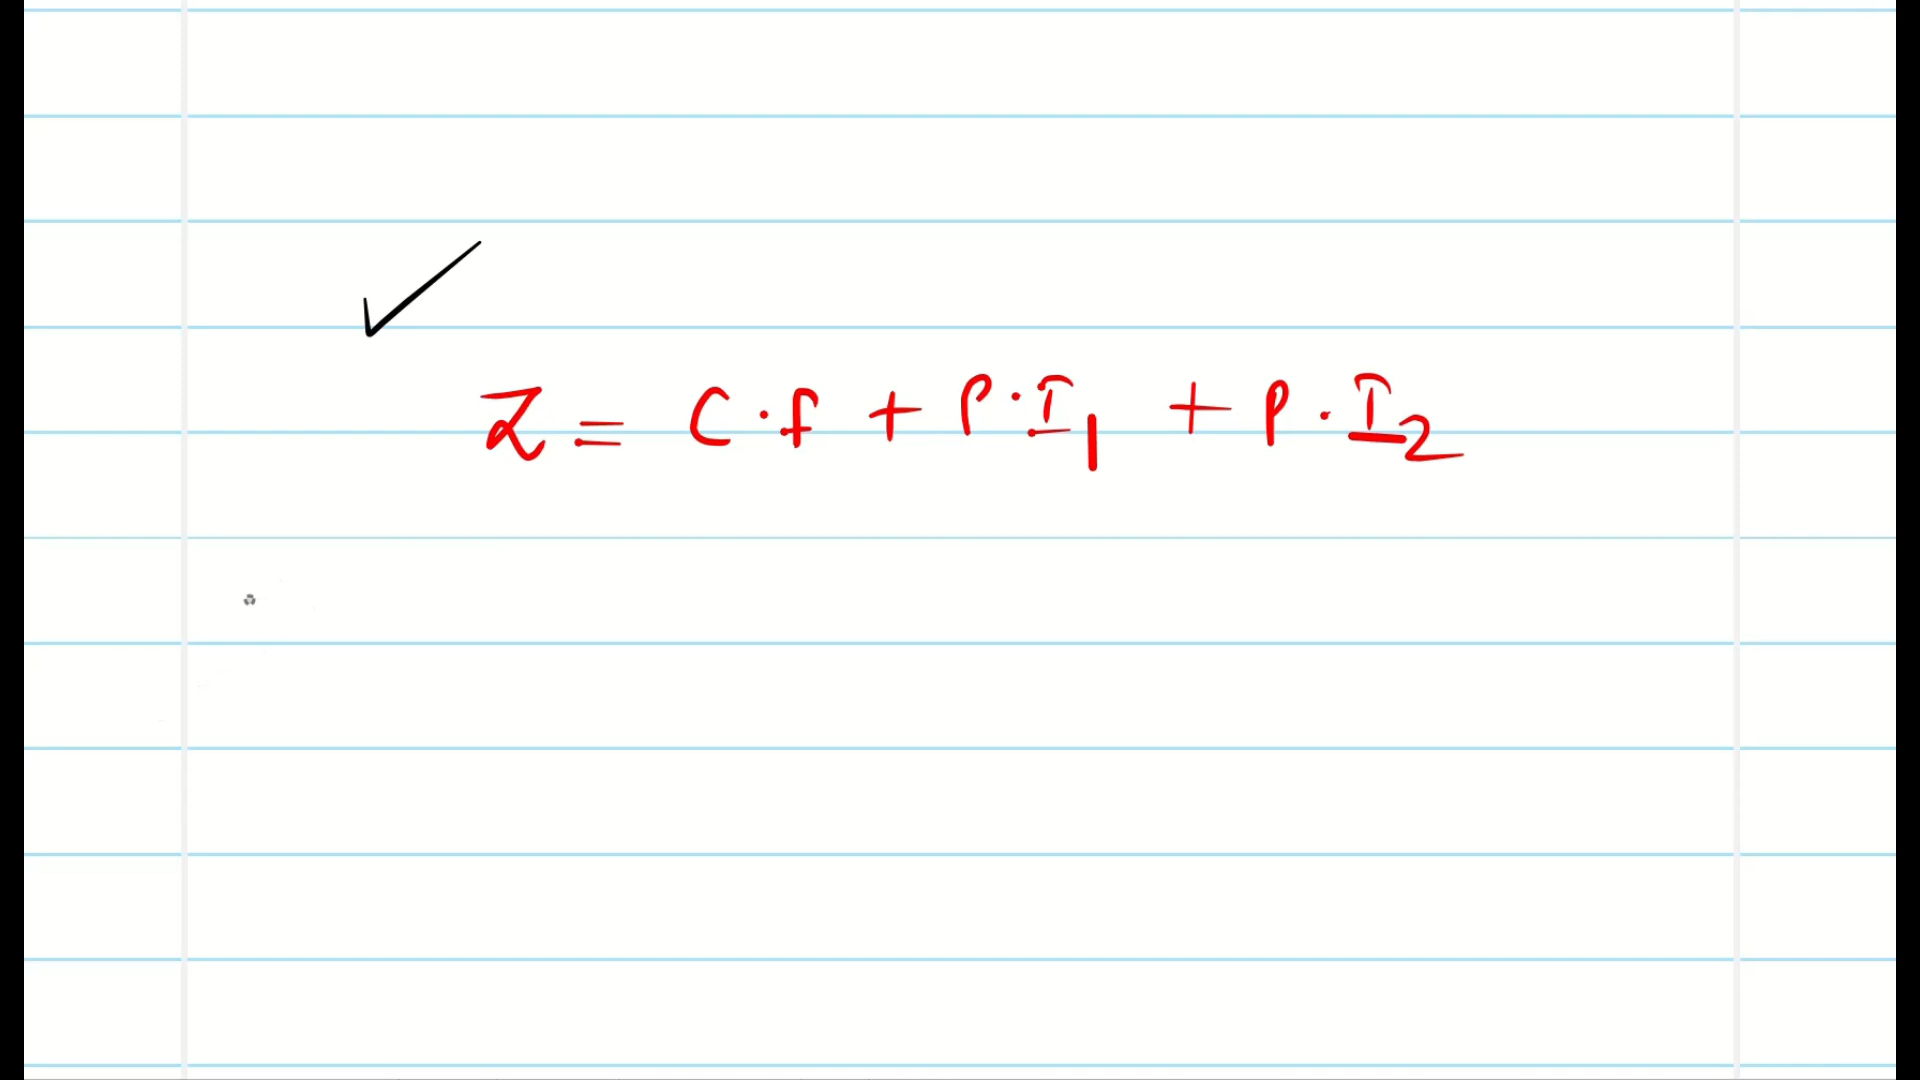 Z = C·f + P·I₁ + P·I₂